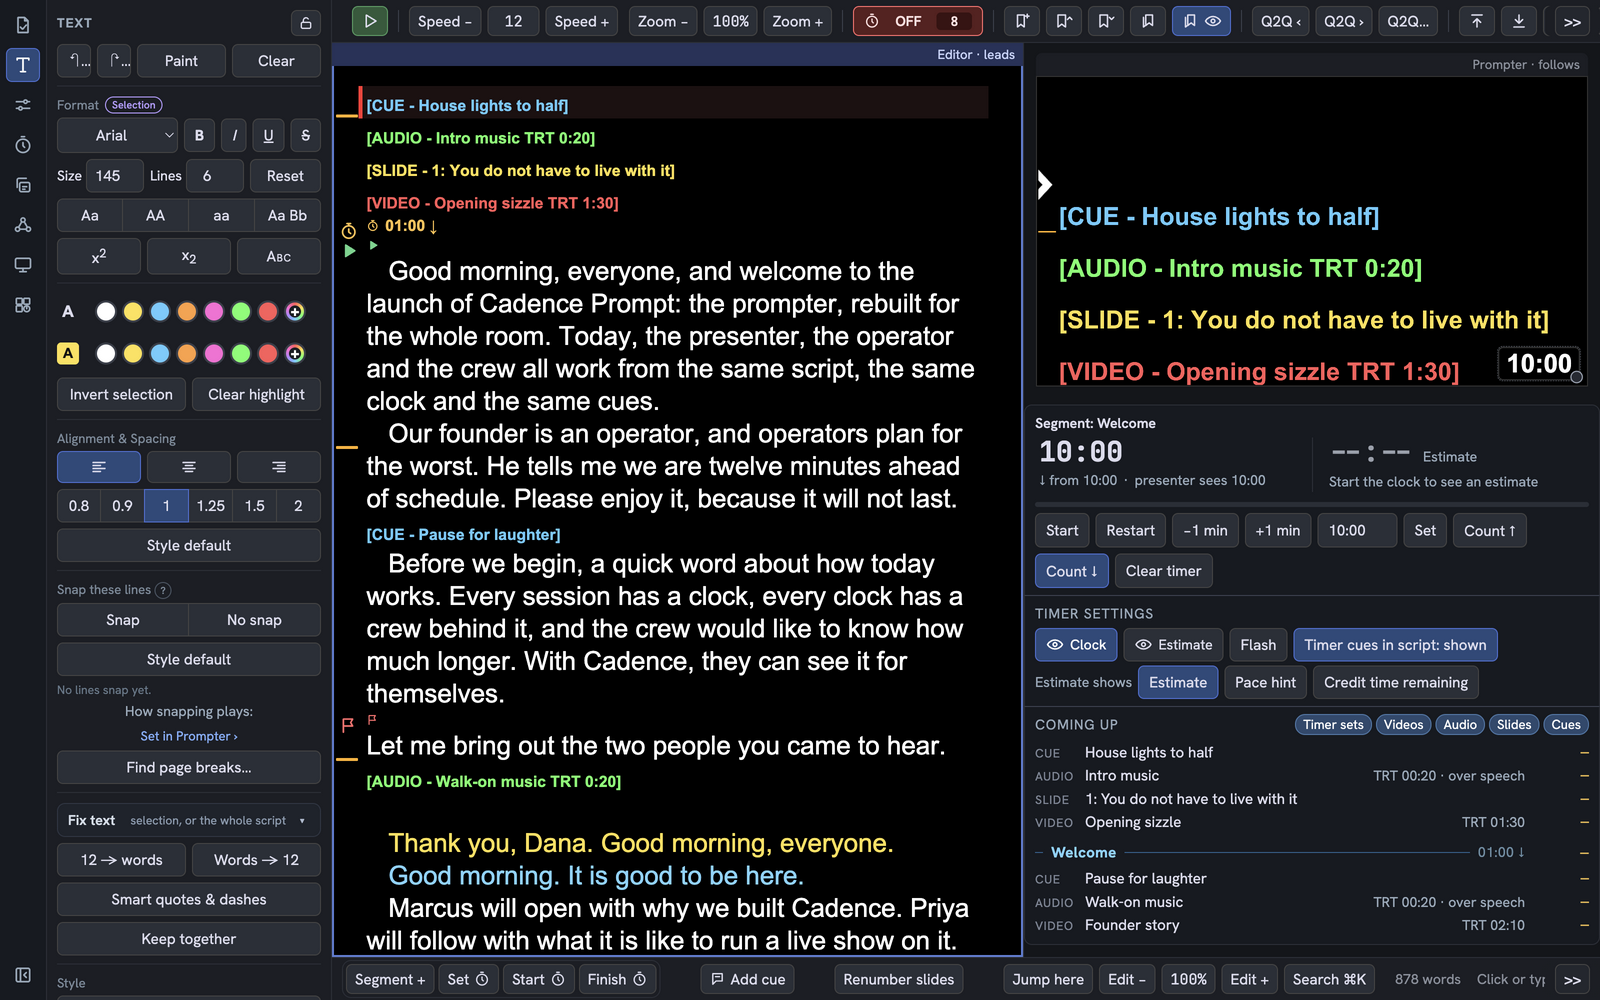 TEXT
Paint
Clear
Format
Selection
Arial
B
I
U
S
Size
145
Lines
6
Reset
Aa
AA
aa
Aa Bb
x2
x2
Abc
A
A
Invert selection
Clear highlight
Alignment & Spacing
0.8
0.9
1
1.25
1.5
2
Style default
Snap these lines ?
Snap
No snap
Style default
No lines snap yet.
How snapping plays:
Set in Prompter ›
Find page breaks...
Fix text selection, or the whole script ▾
12 → words
Words → 12
Smart quotes & dashes
Keep together
Style
Speed –
12
Speed +
Zoom –
100%
Zoom +
OFF 8
Q2Q ‹
Q2Q ›
Q2Q...
>>
Editor · leads
[CUE - House lights to half]
[AUDIO - Intro music TRT 0:20]
[SLIDE - 1: You do not have to live with it]
[VIDEO - Opening sizzle TRT 1:30]
01:00 ↓
Good morning, everyone, and welcome to the
launch of Cadence Prompt: the prompter, rebuilt for
the whole room. Today, the presenter, the operator
and the crew all work from the same script, the same
clock and the same cues.
Our founder is an operator, and operators plan for
the worst. He tells me we are twelve minutes ahead
of schedule. Please enjoy it, because it will not last.
[CUE - Pause for laughter]
Before we begin, a quick word about how today
works. Every session has a clock, every clock has a
crew behind it, and the crew would like to know how
much longer. With Cadence, they can see it for
themselves.
Let me bring out the two people you came to hear.
[AUDIO - Walk-on music TRT 0:20]
Thank you, Dana. Good morning, everyone.
Good morning. It is good to be here.
Marcus will open with why we built Cadence. Priya
will follow with what it is like to run a live show on it.
Prompter · follows
[CUE - House lights to half]
[AUDIO - Intro music TRT 0:20]
[SLIDE - 1: You do not have to live with it]
[VIDEO - Opening sizzle TRT 1:30]
10:00
Segment: Welcome
10:00
--:-- Estimate
↓ from 10:00 · presenter sees 10:00
Start the clock to see an estimate
Start
Restart
–1 min
+1 min
10:00
Set
Count ↑
Count ↓
Clear timer
TIMER SETTINGS
Clock
Estimate
Flash
Timer cues in script: shown
Estimate shows
Estimate
Pace hint
Credit time remaining
COMING UP
Timer sets
Videos
Audio
Slides
Cues
CUE House lights to half –
AUDIO Intro music TRT 00:20 · over speech –
SLIDE 1: You do not have to live with it –
VIDEO Opening sizzle TRT 01:30 –
Welcome 01:00 ↓ –
CUE Pause for laughter –
AUDIO Walk-on music TRT 00:20 · over speech –
VIDEO Founder story TRT 02:10 –
Segment +
Set
Start
Finish
Add cue
Renumber slides
Jump here
Edit –
100%
Edit +
Search ⌘K
878 words
Click or typ
>>